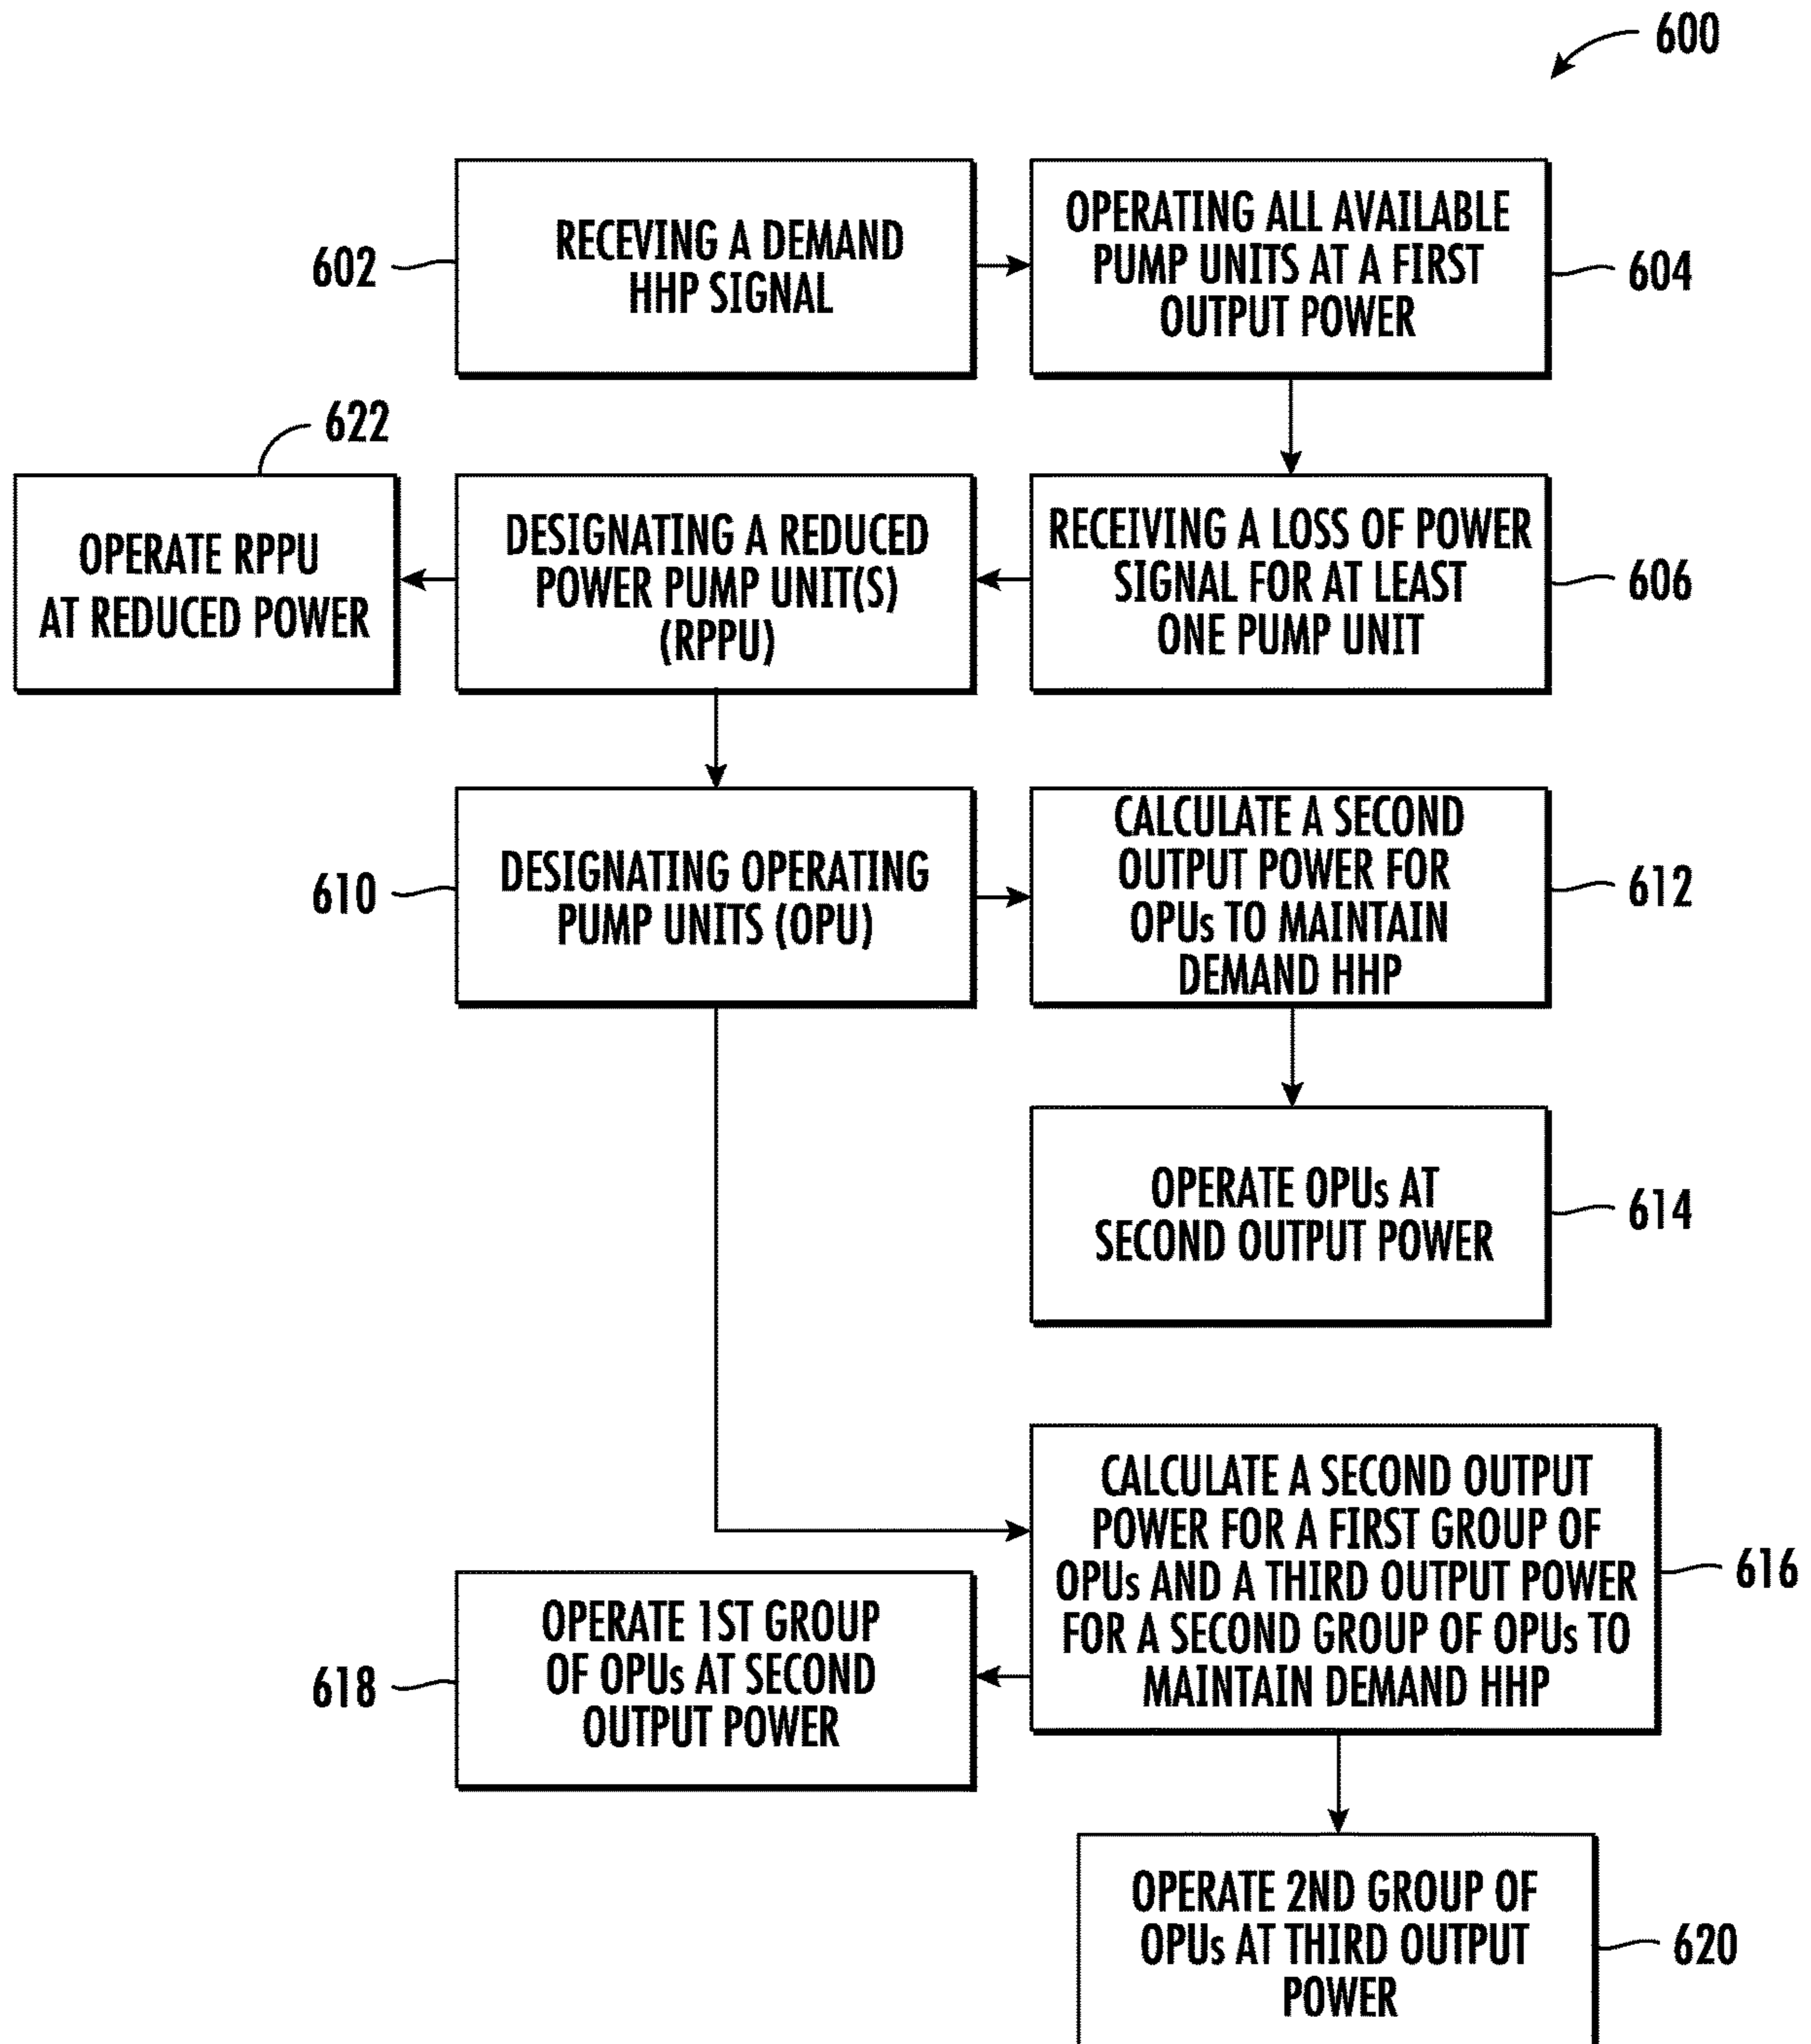 600
RECEVING A DEMAND
HHP SIGNAL
602
OPERATING ALL AVAILABLE
PUMP UNITS AT A FIRST
OUTPUT POWER
604
622
OPERATE RPPU
AT REDUCED POWER
DESIGNATING A REDUCED
POWER PUMP UNIT(S)
(RPPU)
RECEIVING A LOSS OF POWER
SIGNAL FOR AT LEAST
ONE PUMP UNIT
606
610
DESIGNATING OPERATING
PUMP UNITS (OPU)
CALCULATE A SECOND
OUTPUT POWER FOR
OPUs TO MAINTAIN
DEMAND HHP
612
OPERATE OPUs AT
SECOND OUTPUT POWER
614
CALCULATE A SECOND OUTPUT
POWER FOR A FIRST GROUP OF
OPUs AND A THIRD OUTPUT POWER
FOR A SECOND GROUP OF OPUs TO
MAINTAIN DEMAND HHP
616
618
OPERATE 1ST GROUP
OF OPUs AT SECOND
OUTPUT POWER
OPERATE 2ND GROUP OF
OPUs AT THIRD OUTPUT
POWER
620